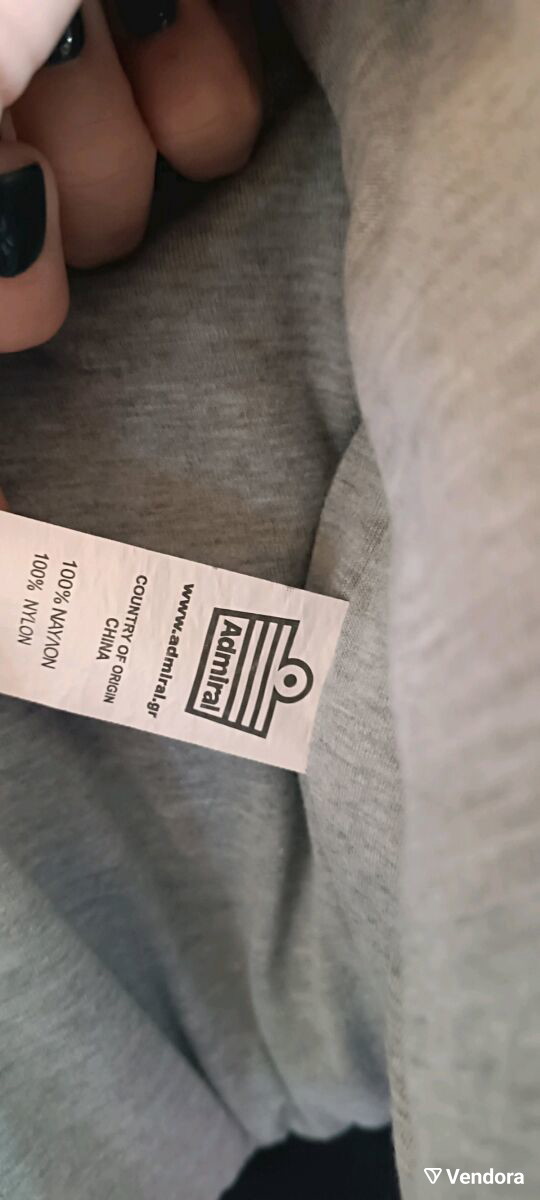 Admiral
www.admiral.gr
COUNTRY OF ORIGIN
CHINA
100% ΝΑΥΛΟΝ
100% NYLON
Vendora